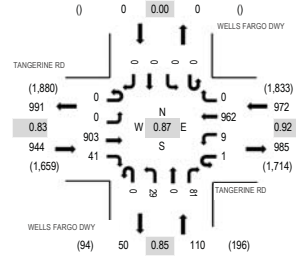 () 0 0.00 0 ()
WELLS FARGO DWY
TANGERINE RD
0 0 0 0
(1,880) (1,833)
991 0 0 972
0 N 962
0.83 W 0.87 E 0.92
903 9
944 S 985
41 1
(1,659) (1,714)
0 29 0 81
TANGERINE RD
WELLS FARGO DWY
(94) 50 0.85 110 (196)